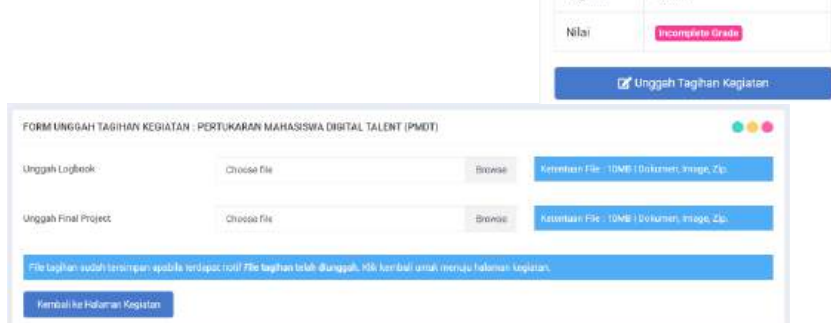 Nilai Incomplete Grade
Unggah Tagihan Kegiatan
FORM UNGGAH TAGIHAN KEGIATAN : PERTUKARAN MAHASISWA DIGITAL TALENT (PMDT)
Unggah Logbook Choose file Browse Ketentuan File : 10MB | Dokumen, Image, Zip.
Unggah Final Project Choose file Browse Ketentuan File : 10MB | Dokumen, Image, Zip.
File tagihan sudah tersimpan apabila terdapat notif File tagihan telah diunggah. Klik kembali untuk menuju halaman kegiatan.
Kembali ke Halaman Kegiatan